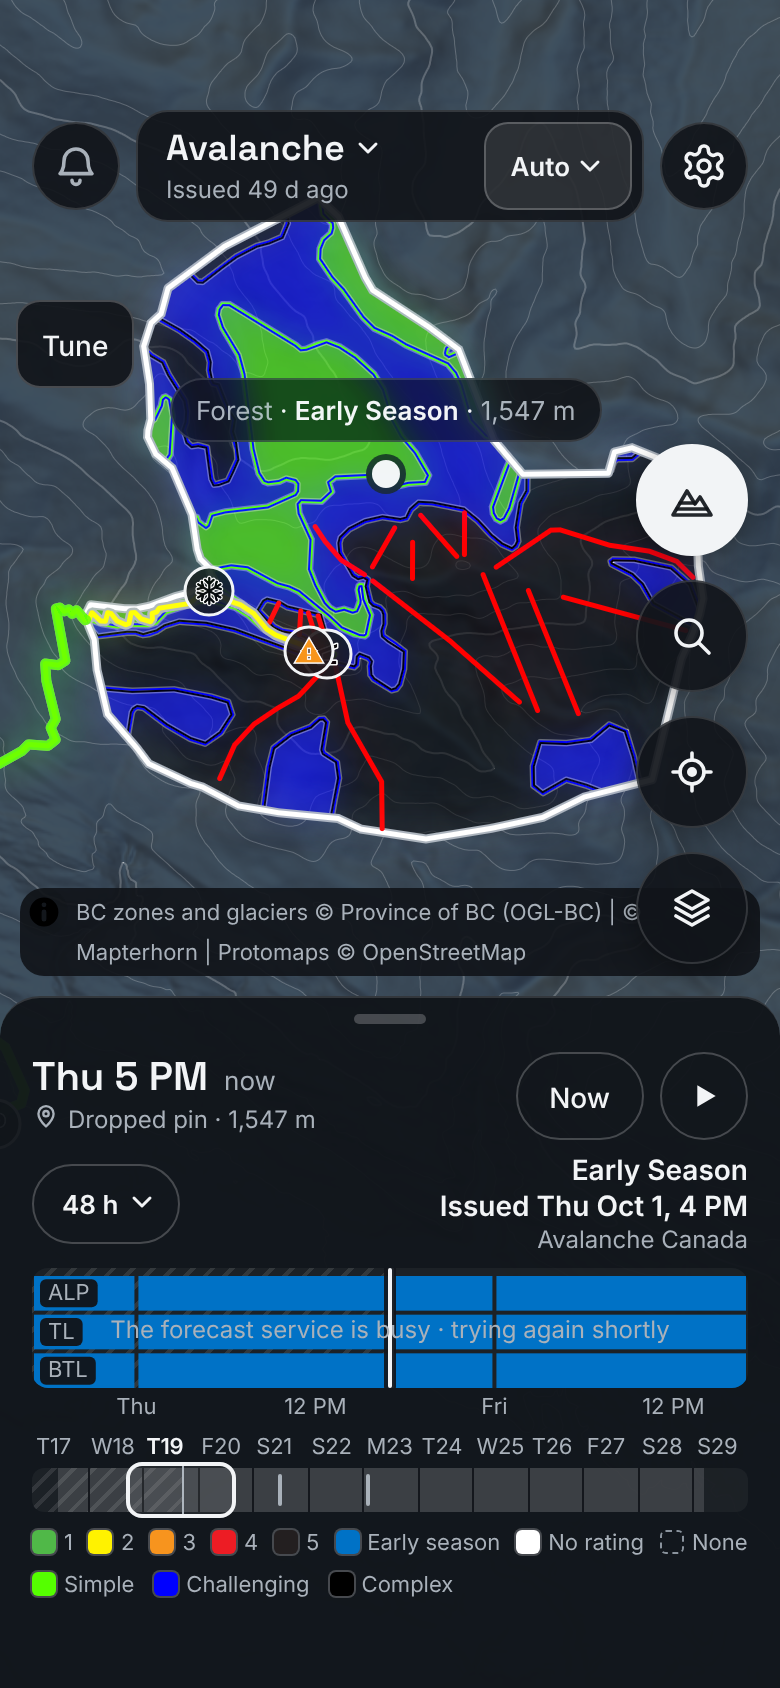 Avalanche
Issued 49 d ago
Auto
Tune
Forest · Early Season · 1,547 m
BC zones and glaciers © Province of BC (OGL-BC) | ©
Mapterhorn | Protomaps © OpenStreetMap
Thu 5 PM now
Now
Dropped pin · 1,547 m
48 h
Early Season
Issued Thu Oct 1, 4 PM
Avalanche Canada
ALP
TL
The forecast service is busy · trying again shortly
BTL
Thu 12 PM Fri 12 PM
T17 W18 T19 F20 S21 S22 M23 T24 W25 T26 F27 S28 S29
1 2 3 4 5 Early season No rating None
Simple Challenging Complex